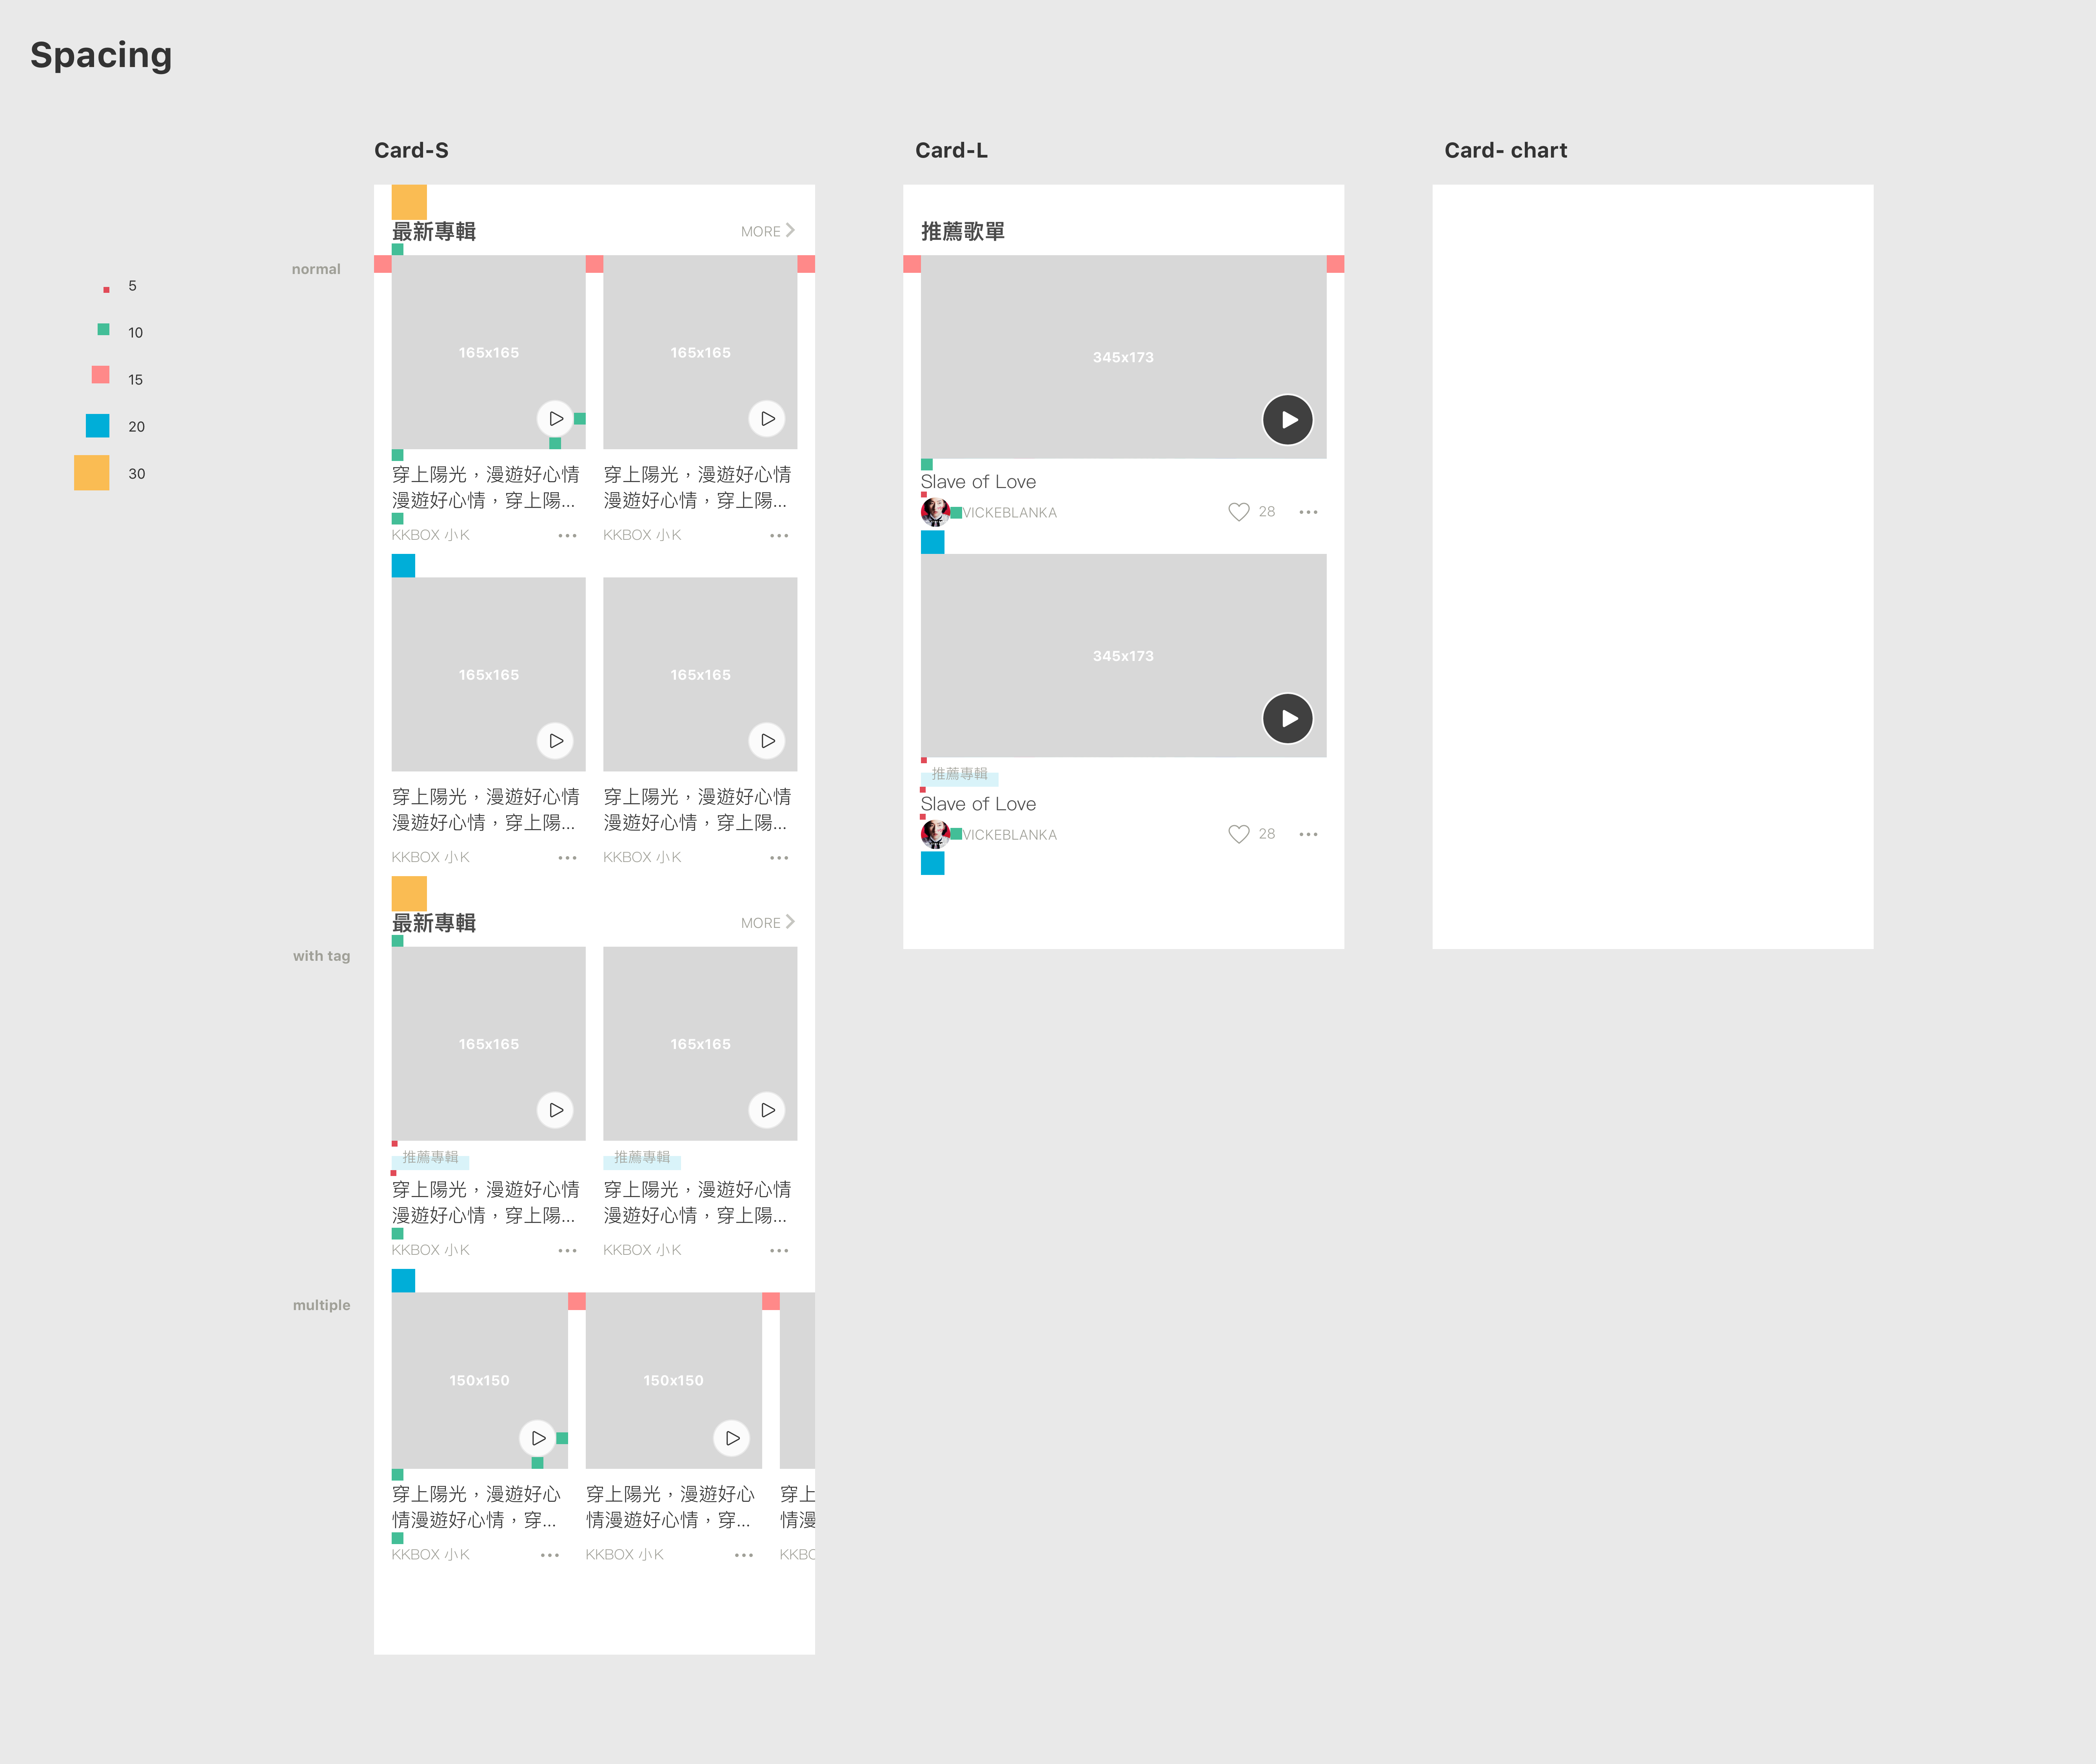 Spacing
5
10
15
20
30
normal
with tag
multiple
Card-S
最新專輯
MORE
165x165
165x165
穿上陽光，漫遊好心情
漫遊好心情，穿上陽...
KKBOX 小K
穿上陽光，漫遊好心情
漫遊好心情，穿上陽...
KKBOX 小K
165x165
165x165
穿上陽光，漫遊好心情
漫遊好心情，穿上陽...
KKBOX 小K
穿上陽光，漫遊好心情
漫遊好心情，穿上陽...
KKBOX 小K
最新專輯
MORE
165x165
165x165
推薦專輯
穿上陽光，漫遊好心情
漫遊好心情，穿上陽...
KKBOX 小K
推薦專輯
穿上陽光，漫遊好心情
漫遊好心情，穿上陽...
KKBOX 小K
150x150
150x150
穿上陽光，漫遊好心
情漫遊好心情，穿...
KKBOX 小K
穿上陽光，漫遊好心
情漫遊好心情，穿...
KKBOX 小K
穿上
情漫
KKBO
Card-L
推薦歌單
345x173
Slave of Love
VICKEBLANKA
28
345x173
推薦專輯
Slave of Love
VICKEBLANKA
28
Card- chart